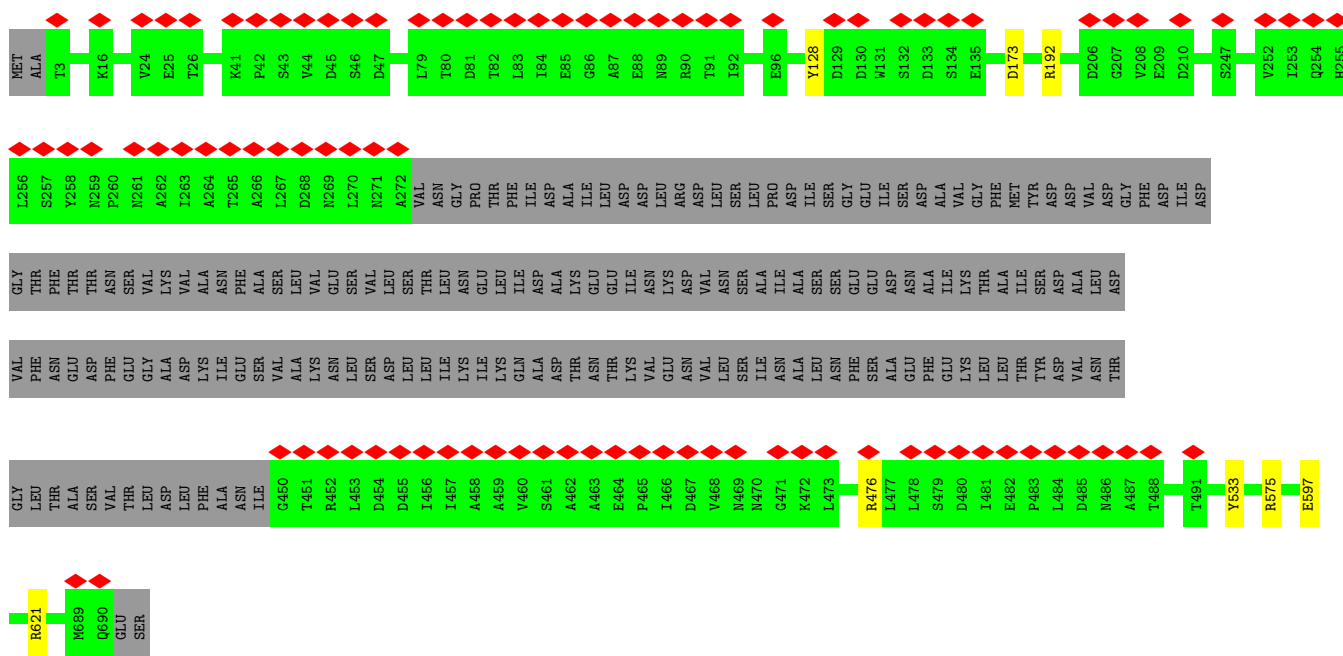 MET ALA T3 K16 V24 E25 T26 K41 P42 S43 V44 D45 S46 D47 L79 T80 D81 T82 L83 I84 E85 G86 A87 E88 N89 R90 T91 I92 E96 Y128 D129 D130 W131 S132 D133 S134 E135 D173 R192 D206 G207 V208 E209 D210 S247 V252 I253 Q254 H255
L256 S257 Y258 N259 P260 N261 A262 I263 A264 T265 A266 L267 D268 N269 L270 N271 A272 VAL ASN GLY PRO THR PHE ILE ASP ALA ILE LEU ASP ASP LEU ARG ASP LEU SER LEU PRO ASP ILE SER GLY GLU ILE SER ASP ALA VAL GLY PHE MET TYR ASP ASP VAL ASP GLY PHE ASP ILE ASP
GLY THR PHE THR THR ASN SER VAL LYS VAL ALA ASN PHE ALA SER LEU VAL GLU SER VAL LEU SER THR LEU ASN GLU LEU ILE ASP ALA LYS GLU GLU ILE ASN LYS ASP VAL ASN SER ALA ILE ALA SER SER GLU GLU ASP ASN ALA ILE LYS THR ALA ILE SER ASP ALA LEU ASP
VAL PHE ASN GLU ASP PHE GLU GLY ALA ASP LYS ILE GLU SER VAL ALA LYS ASN LEU SER ASP LEU LEU ILE LYS ILE LYS GLN ALA ASP THR ASN THR LYS VAL GLU ASN VAL LEU SER ILE ASN ALA LEU ASN PHE SER ALA GLU PHE GLU LYS LEU LEU THR TYR ASP VAL ASN THR
GLY LEU THR ALA SER VAL THR LEU ASP LEU PHE ALA ASN ILE G450 T451 R452 L453 D454 D455 I456 I457 A458 A459 V460 S461 A462 A463 E464 P465 I466 D467 V468 N469 N470 G471 K472 L473 R476 L477 L478 S479 D480 I481 E482 P483 L484 D485 N486 A487 T488 T491 Y533 R575 E597
R621 M689 Q690 GLU SER